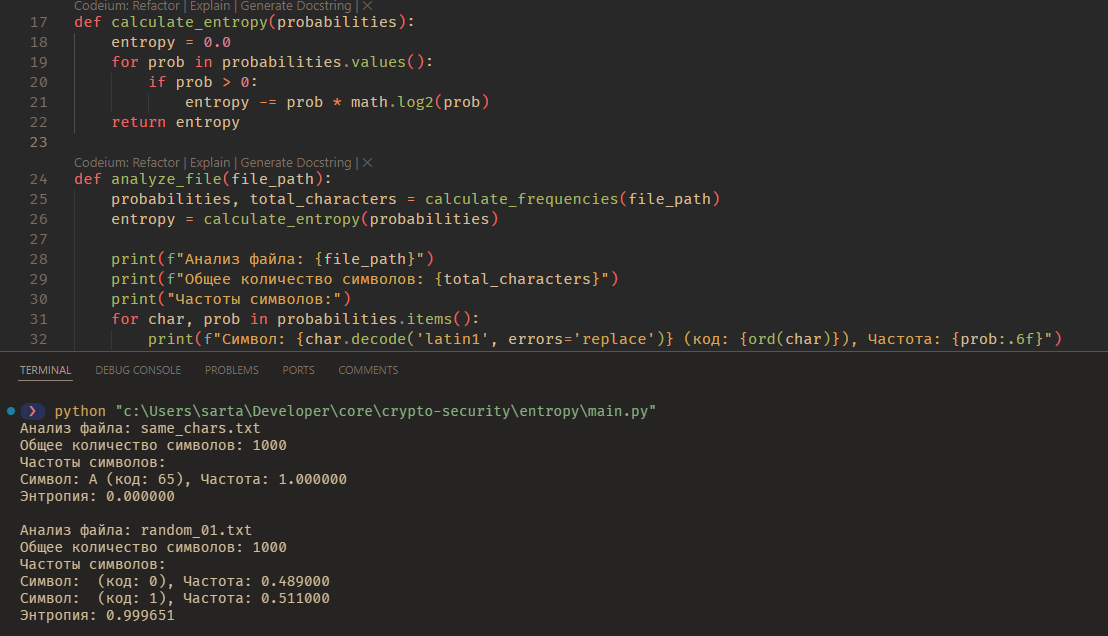 Codeium: Refactor | Explain | Generate Docstring | ×
17 def calculate_entropy(probabilities):
18     entropy = 0.0
19     for prob in probabilities.values():
20         if prob > 0:
21             entropy -= prob * math.log2(prob)
22     return entropy
23
Codeium: Refactor | Explain | Generate Docstring | ×
24 def analyze_file(file_path):
25     probabilities, total_characters = calculate_frequencies(file_path)
26     entropy = calculate_entropy(probabilities)
27
28     print(f"Анализ файла: {file_path}")
29     print(f"Общее количество символов: {total_characters}")
30     print("Частоты символов:")
31     for char, prob in probabilities.items():
32         print(f"Символ: {char.decode('latin1', errors='replace')} (код: {ord(char)}), Частота: {prob:.6f}")
TERMINAL DEBUG CONSOLE PROBLEMS PORTS COMMENTS
❯ python "c:\Users\sarta\Developer\core\crypto-security\entropy\main.py"
Анализ файла: same_chars.txt
Общее количество символов: 1000
Частоты символов:
Символ: A (код: 65), Частота: 1.000000
Энтропия: 0.000000
Анализ файла: random_01.txt
Общее количество символов: 1000
Частоты символов:
Символ:  (код: 0), Частота: 0.489000
Символ:  (код: 1), Частота: 0.511000
Энтропия: 0.999651